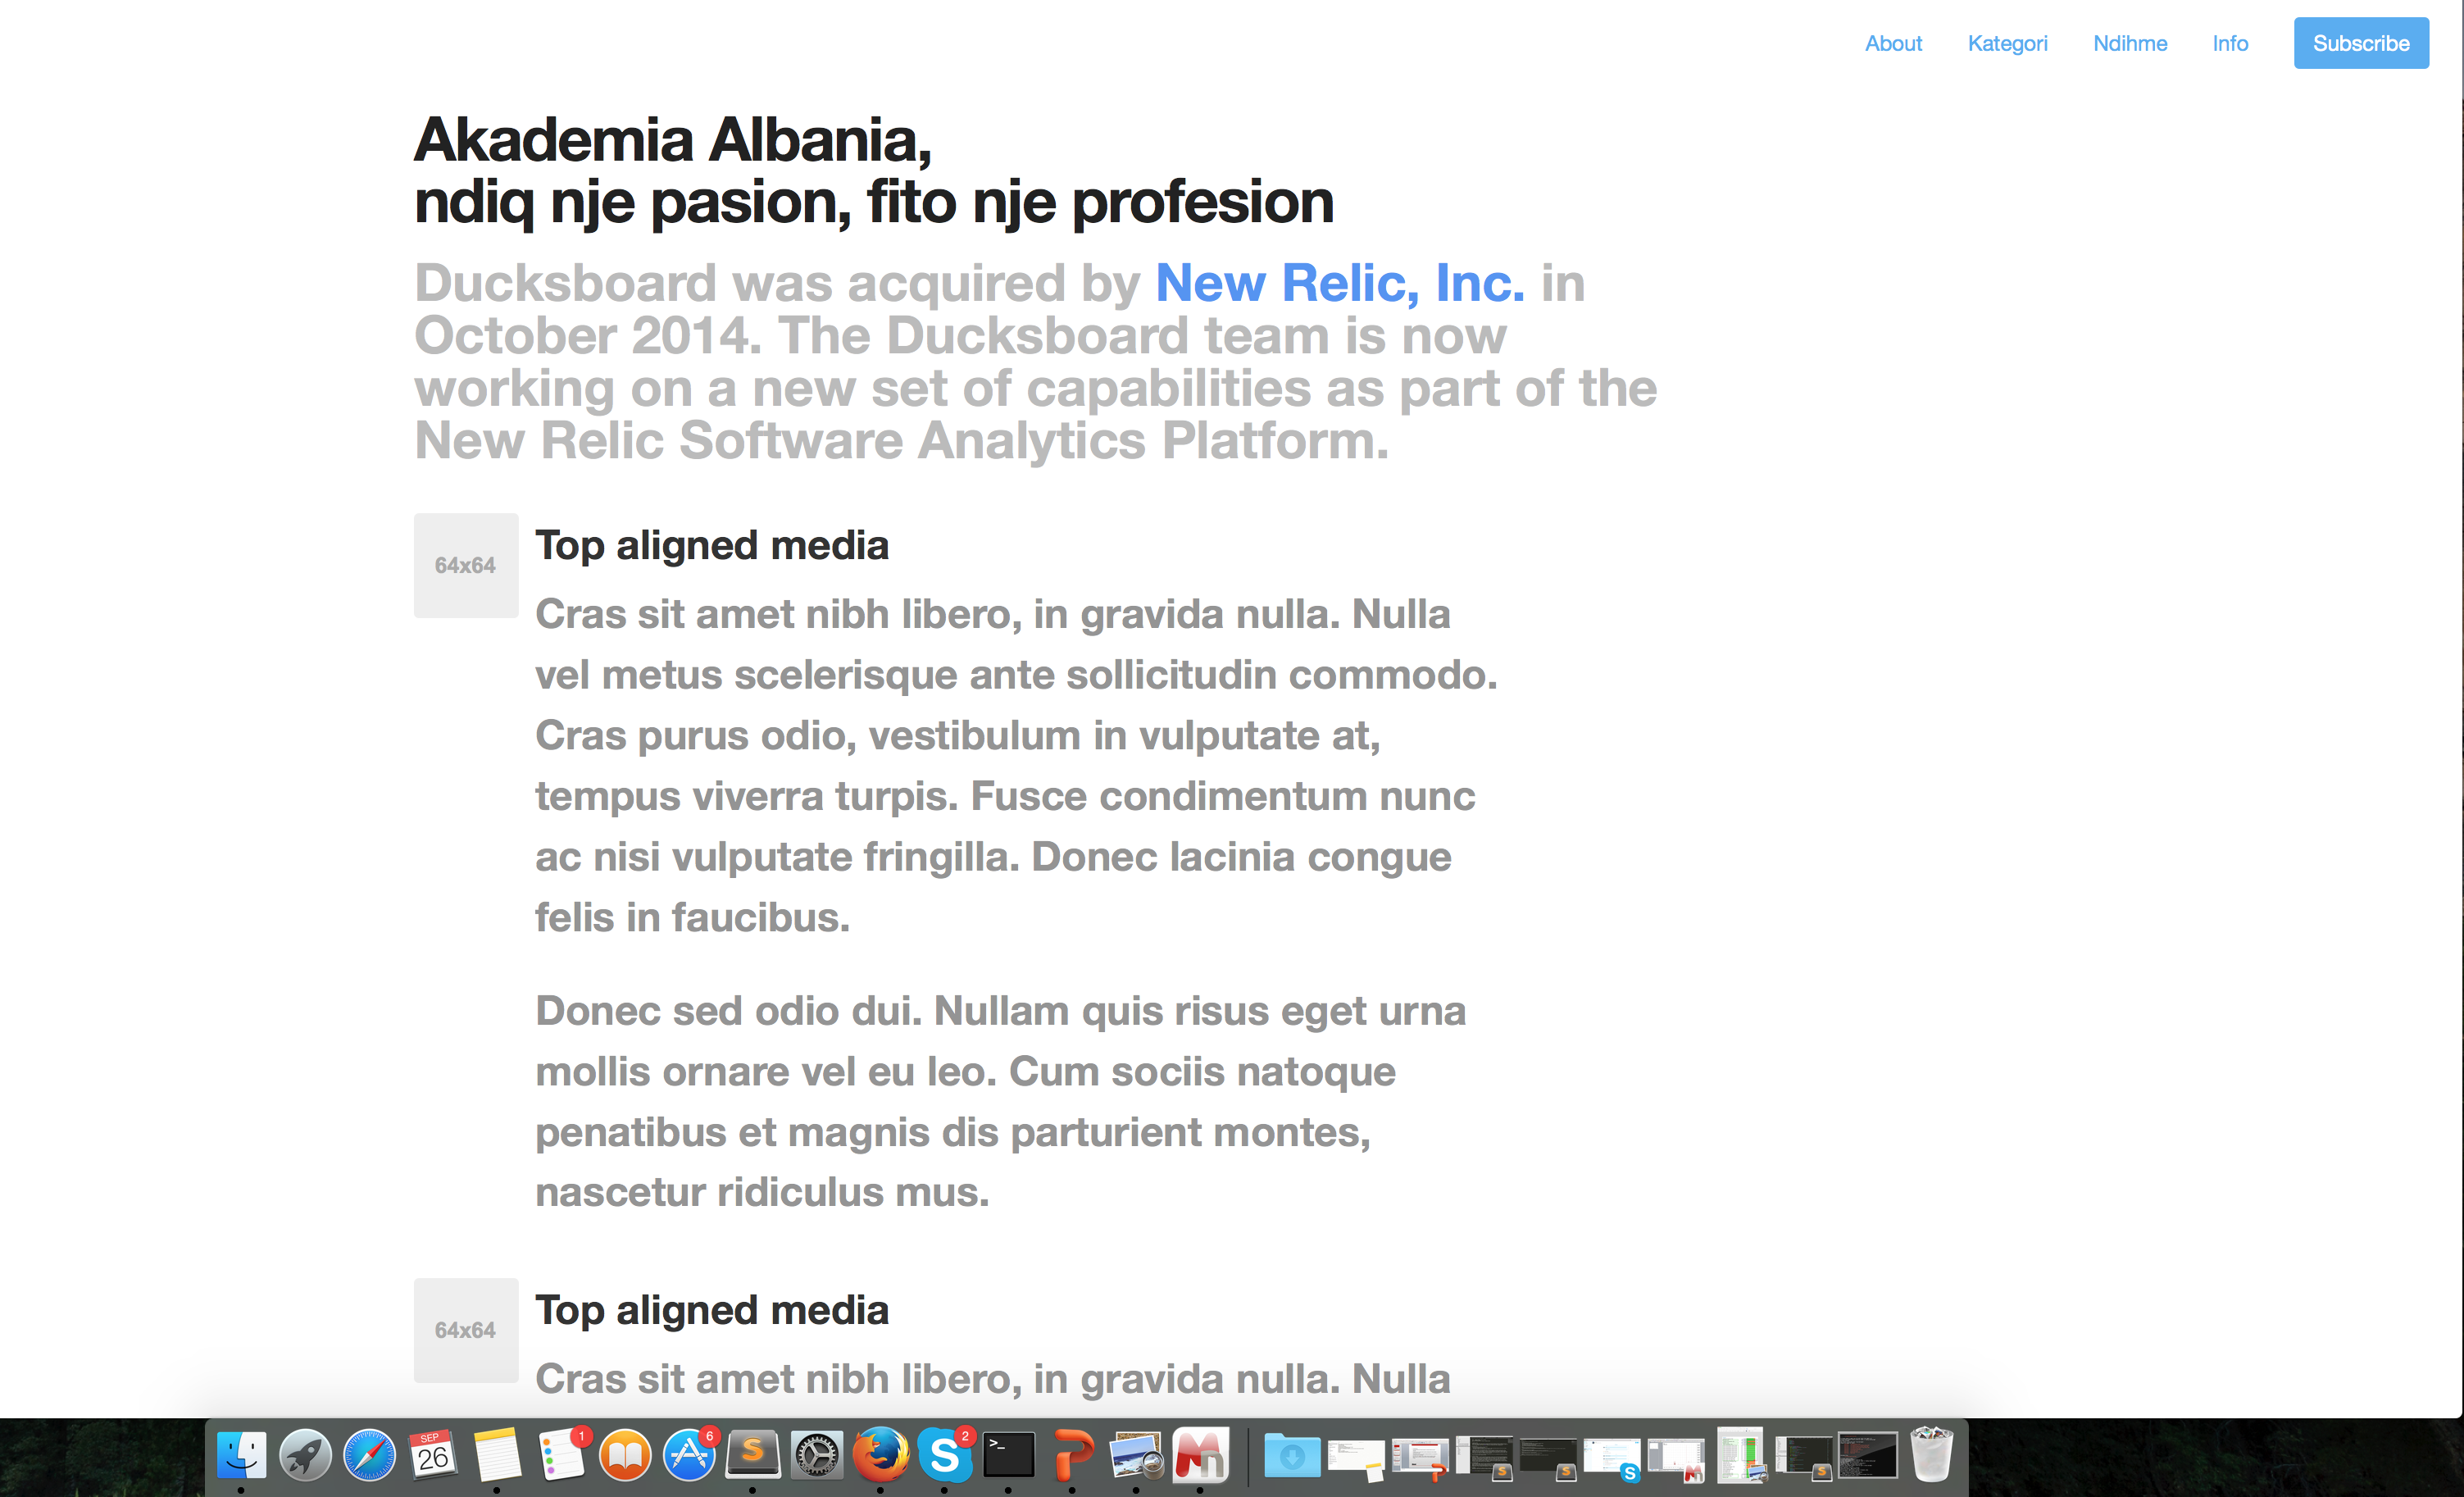 About Kategori Ndihme Info Subscribe
Akademia Albania,
ndiq nje pasion, fito nje profesion
Ducksboard was acquired by New Relic, Inc. in
October 2014. The Ducksboard team is now
working on a new set of capabilities as part of the
New Relic Software Analytics Platform.
64x64
Top aligned media
Cras sit amet nibh libero, in gravida nulla. Nulla
vel metus scelerisque ante sollicitudin commodo.
Cras purus odio, vestibulum in vulputate at,
tempus viverra turpis. Fusce condimentum nunc
ac nisi vulputate fringilla. Donec lacinia congue
felis in faucibus.
Donec sed odio dui. Nullam quis risus eget urna
mollis ornare vel eu leo. Cum sociis natoque
penatibus et magnis dis parturient montes,
nascetur ridiculus mus.
64x64
Top aligned media
Cras sit amet nibh libero, in gravida nulla. Nulla
SEP
26
1
6
2